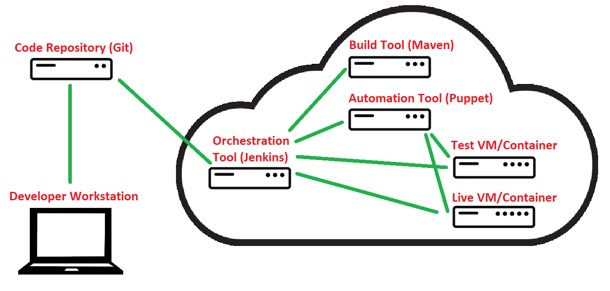 Code Repository (Git)
Build Tool (Maven)
Automation Tool (Puppet)
Orchestration
Tool (Jenkins)
Test VM/Container
Developer Workstation
Live VM/Container